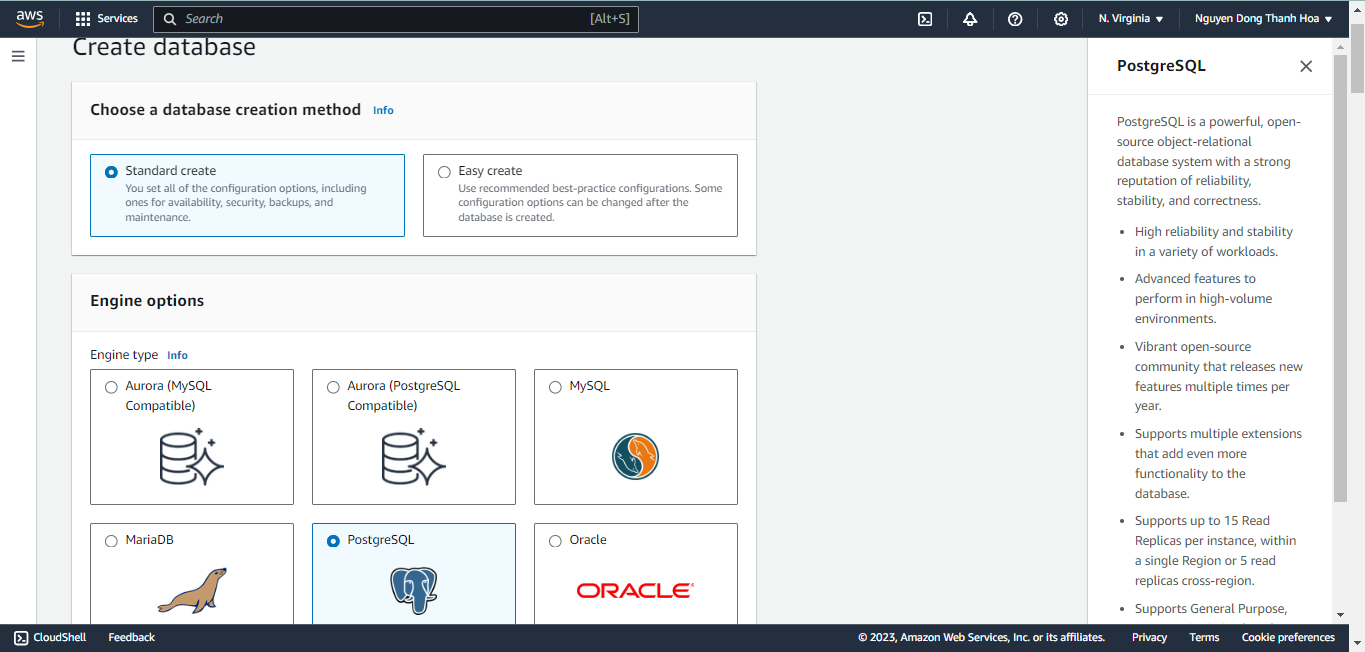 aws
Services
Search
[Alt+S]
N. Virginia
Nguyen Dong Thanh Hoa
Create database
Choose a database creation method Info
Standard create
You set all of the configuration options, including
ones for availability, security, backups, and
maintenance.
Easy create
Use recommended best-practice configurations. Some
configuration options can be changed after the
database is created.
Engine options
Engine type Info
Aurora (MySQL
Compatible)
Aurora (PostgreSQL
Compatible)
MySQL
MariaDB
PostgreSQL
Oracle
ORACLE
PostgreSQL
PostgreSQL is a powerful, open-
source object-relational
database system with a strong
reputation of reliability,
stability, and correctness.
High reliability and stability
in a variety of workloads.
Advanced features to
perform in high-volume
environments.
Vibrant open-source
community that releases new
features multiple times per
year.
Supports multiple extensions
that add even more
functionality to the
database.
Supports up to 15 Read
Replicas per instance, within
a single Region or 5 read
replicas cross-region.
Supports General Purpose,
CloudShell
Feedback
© 2023, Amazon Web Services, Inc. or its affiliates.
Privacy
Terms
Cookie preferences